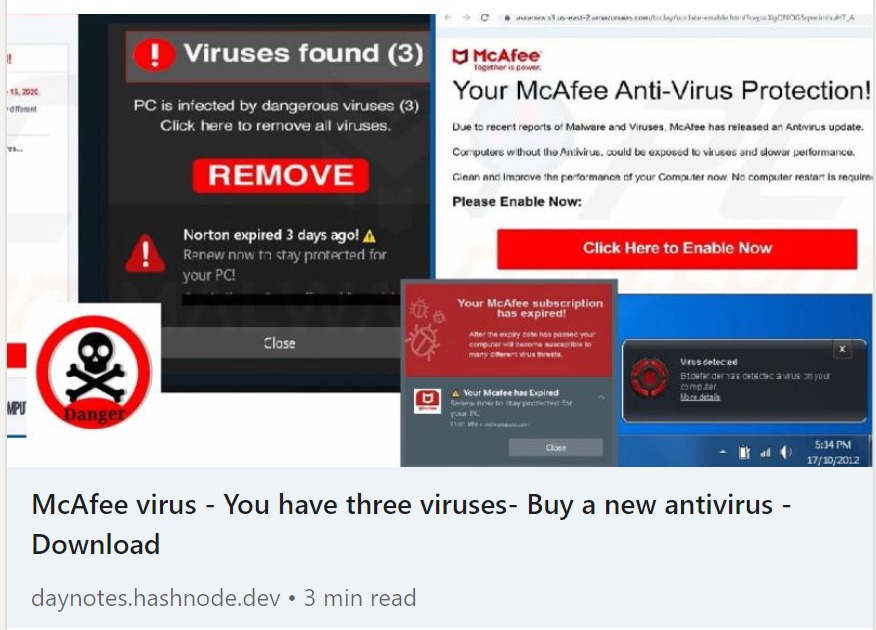 15, 2020.
different
Viruses found (3)
PC is infected by dangerous viruses (3)
Click here to remove all viruses.
REMOVE
Norton expired 3 days ago!
Renew now to stay protected for
your PC!
Close
Danger
McAfee
Together is power.
Your McAfee Anti-Virus Protection!
Due to recent reports of Malware and Viruses, McAfee has released an Antivirus update.
Computers without the Antivirus, could be exposed to viruses and slower performance.
Clean and improve the performance of your Computer now. No computer restart is require
Please Enable Now:
Click Here to Enable Now
Your McAfee subscription
has expired!
After the expiry date has passed your
computer will become susceptible to
many different virus threats.
Your Mcafee has Expired
Renew now to stay protected for
your PC
Close
Virus detected
Bitdefender has detected a virus on your
computer.
More details
X
5:14 PM
17/10/2012
McAfee virus - You have three viruses- Buy a new antivirus -
Download
daynotes.hashnode.dev • 3 min read